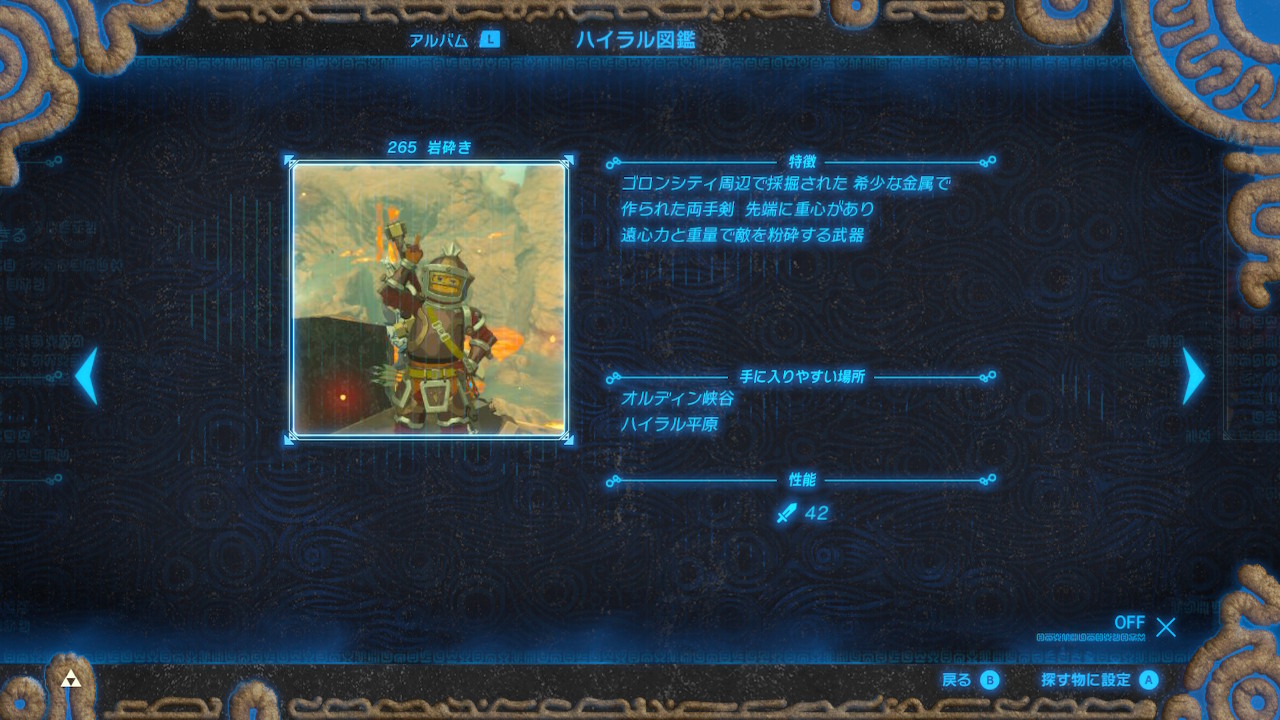 アルバム L
ハイラル図鑑
265 岩砕き
特徴
ゴロンシティ周辺で採掘された 希少な金属で
作られた両手剣 先端に重心があり
遠心力と重量で敵を粉砕する武器
手に入りやすい場所
オルディン峡谷
ハイラル平原
性能
42
OFF
戻る B 探す物に設定 A